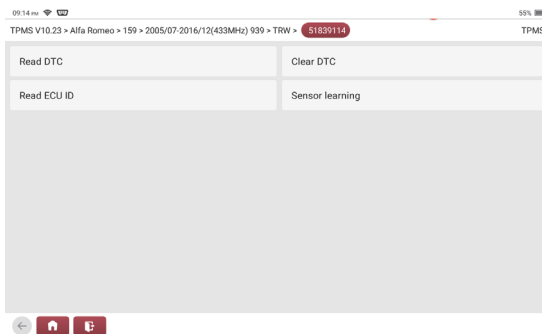 09:14 PM
55%
TPMS V10.23 > Alfa Romeo > 159 > 2005/07-2016/12(433MHz) 939 > TRW > 51839114
TPMS
Read DTC
Clear DTC
Read ECU ID
Sensor learning